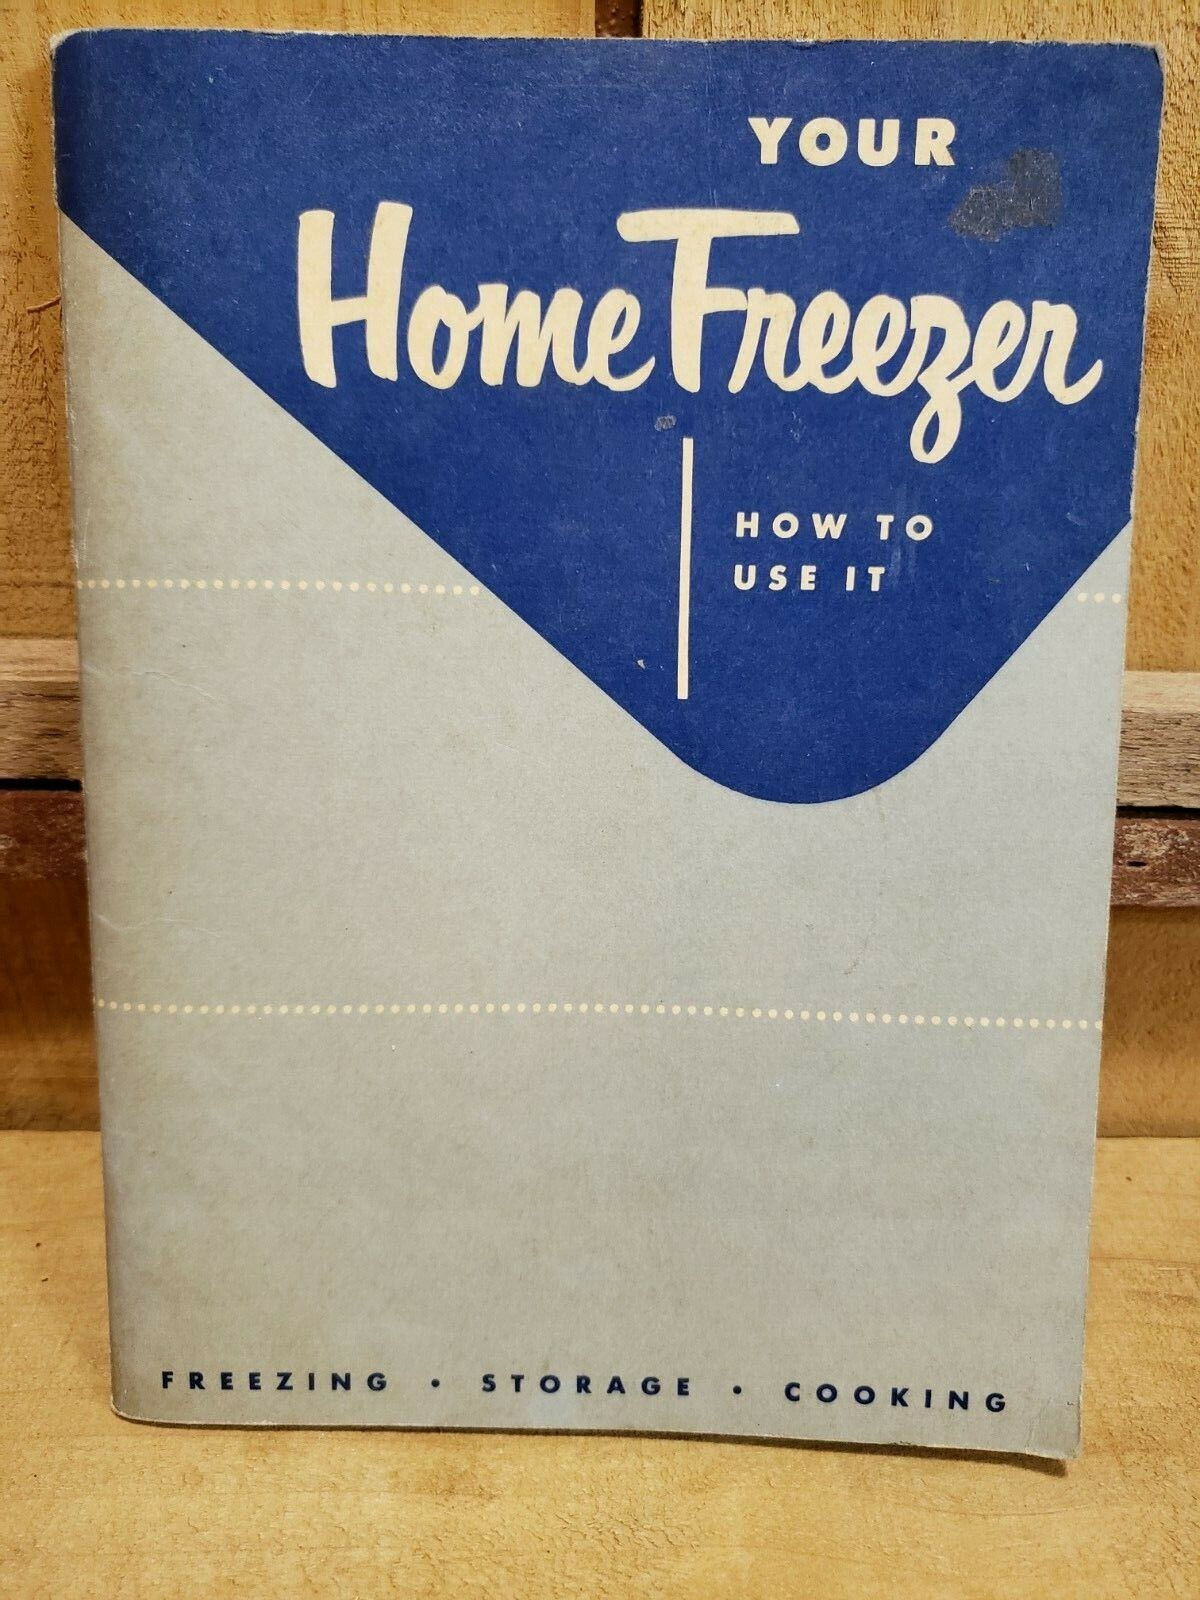 YOUR
Home Freezer
HOW TO
USE IT
FREEZING • STORAGE • COOKING